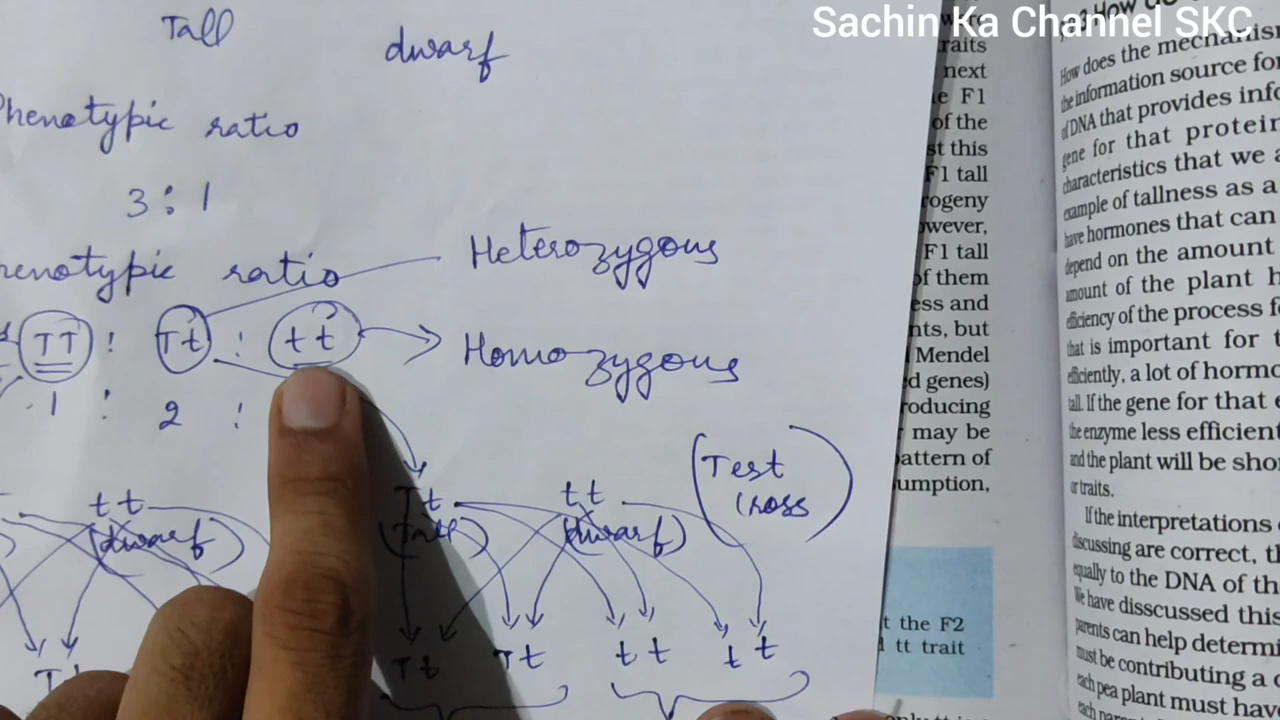 Sachin Ka Channel SKC
Tall
dwarf
Phenotypic ratio
3 : 1
enotypic ratio
Heterozygous
TT : Tt : tt
Homozygous
1 : 2 :
tt
(dwarf)
Tt
(Tall)
tt
(dwarf)
(Test
Cross)
Tt
Tt
tt
tt
raits
next
e F1
of the
st this
F1 tall
rogeny
owever,
F1 tall
of them
ess and
nts, but
Mendel
ed genes)
roducing
may be
attern of
umption,
t the F2
tt trait
How does the mechanism
the information source for
of DNA that provides info
gene for that protein
characteristics that we a
example of tallness as a
have hormones that can
depend on the amount
amount of the plant h
efficiency of the process f
that is important for t
efficiently, a lot of hormo
tall. If the gene for that e
the enzyme less efficient
and the plant will be sho
or traits.
If the interpretations
discussing are correct, t
equally to the DNA of th
We have disscussed this
parents can help determi
must be contributing a c
each pea plant must hav